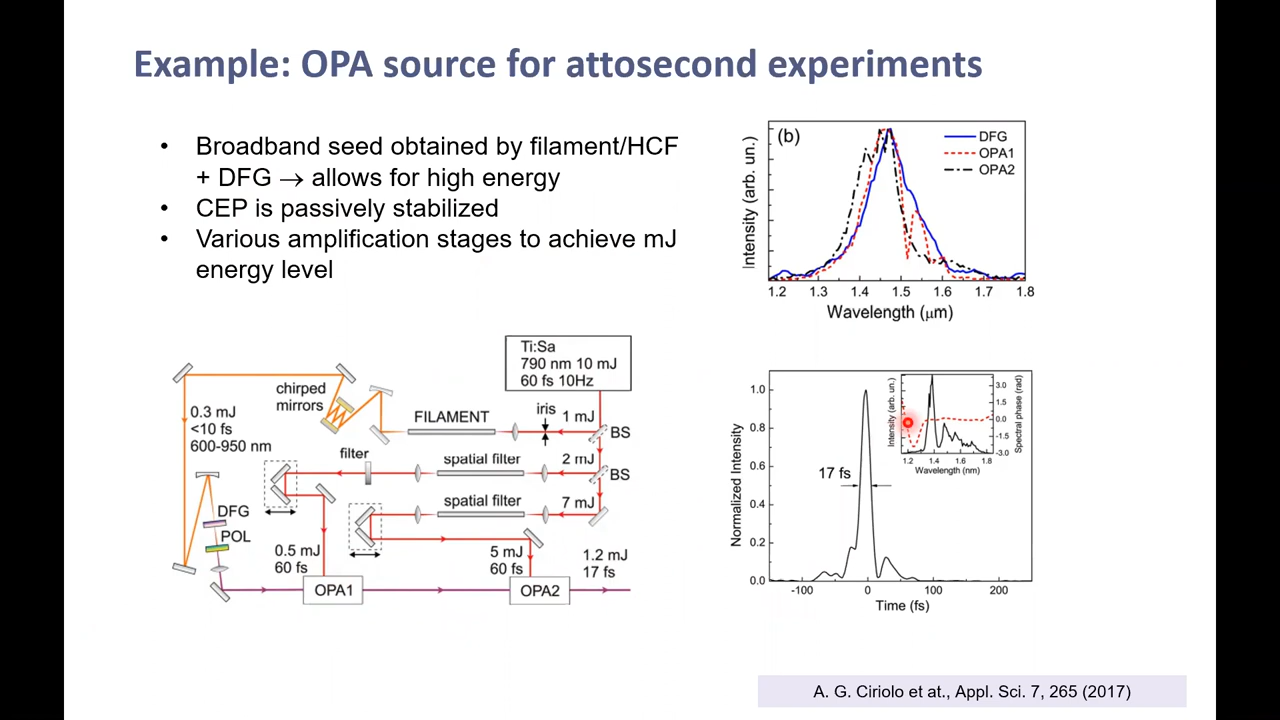 Example: OPA source for attosecond experiments
• Broadband seed obtained by filament/HCF
+ DFG → allows for high energy
• CEP is passively stabilized
• Various amplification stages to achieve mJ
energy level
(b)
DFG
OPA1
OPA2
Intensity (arb. un.)
1.2 1.3 1.4 1.5 1.6 1.7 1.8
Wavelength (μm)
Ti:Sa
790 nm 10 mJ
60 fs 10Hz
chirped
mirrors
0.3 mJ
<10 fs
600-950 nm
FILAMENT
iris
1 mJ
BS
filter
spatial filter
2 mJ
BS
spatial filter
7 mJ
DFG
POL
0.5 mJ
60 fs
5 mJ
60 fs
1.2 mJ
17 fs
OPA1
OPA2
Normalized Intensity
1.0
0.8
0.6
0.4
0.2
0.0
17 fs
-100 0 100 200
Time (fs)
Intensity (arb. un.)
3.0
1.5
0.0
-1.5
-3.0
Spectral phase (rad)
1.2 1.4 1.6 1.8
Wavelength (nm)
A. G. Ciriolo et at., Appl. Sci. 7, 265 (2017)